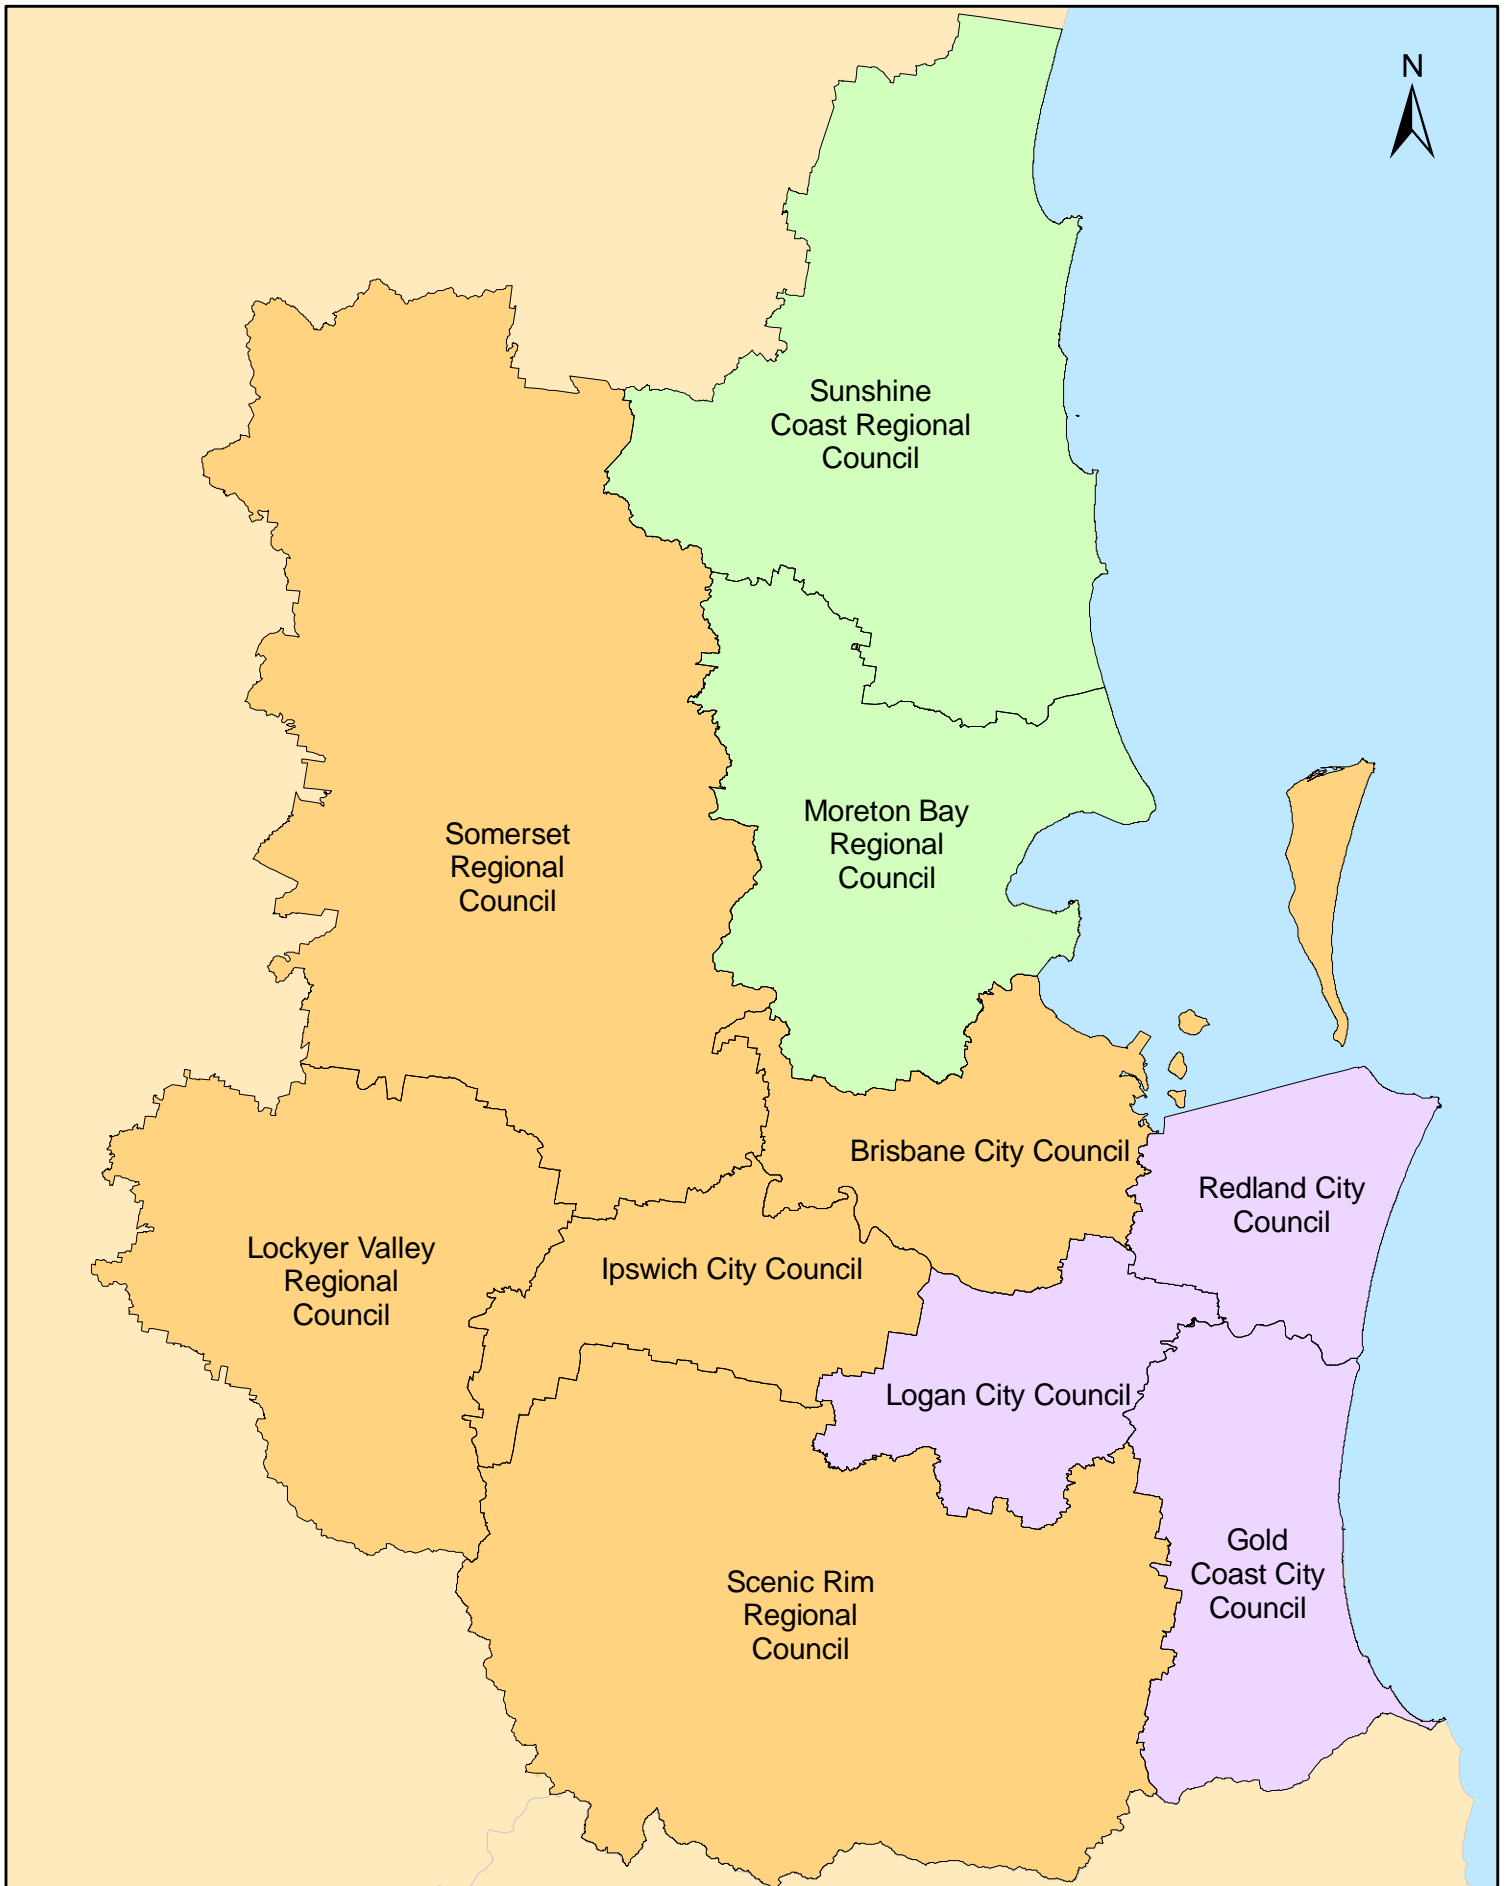 N
Sunshine
Coast Regional
Council
Moreton Bay
Regional
Council
Somerset
Regional
Council
Brisbane City Council
Redland City
Council
Lockyer Valley
Regional
Council
Ipswich City Council
Logan City Council
Gold
Coast City
Council
Scenic Rim
Regional
Council